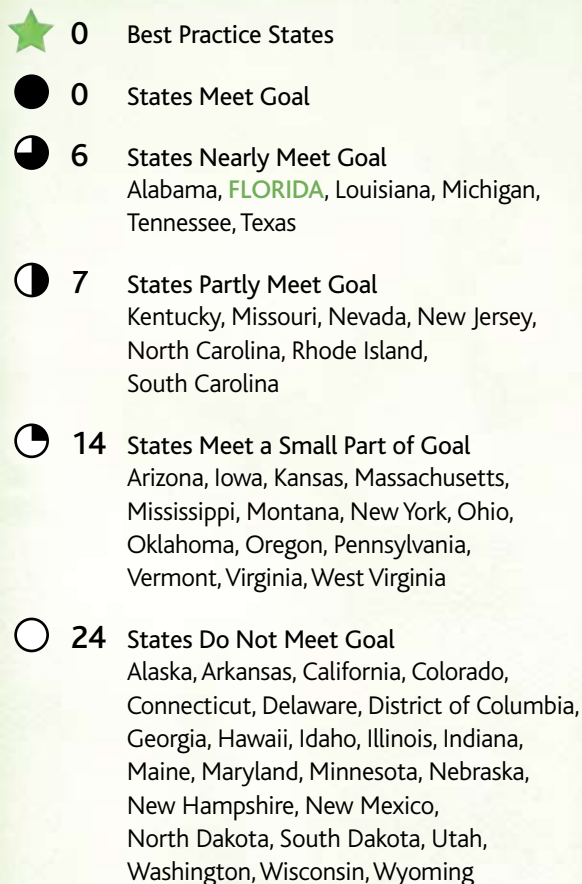 0 Best Practice States
0 States Meet Goal
6 States Nearly Meet Goal
Alabama, FLORIDA, Louisiana, Michigan,
Tennessee, Texas
7 States Partly Meet Goal
Kentucky, Missouri, Nevada, New Jersey,
North Carolina, Rhode Island,
South Carolina
14 States Meet a Small Part of Goal
Arizona, Iowa, Kansas, Massachusetts,
Mississippi, Montana, New York, Ohio,
Oklahoma, Oregon, Pennsylvania,
Vermont, Virginia, West Virginia
24 States Do Not Meet Goal
Alaska, Arkansas, California, Colorado,
Connecticut, Delaware, District of Columbia,
Georgia, Hawaii, Idaho, Illinois, Indiana,
Maine, Maryland, Minnesota, Nebraska,
New Hampshire, New Mexico,
North Dakota, South Dakota, Utah,
Washington, Wisconsin, Wyoming